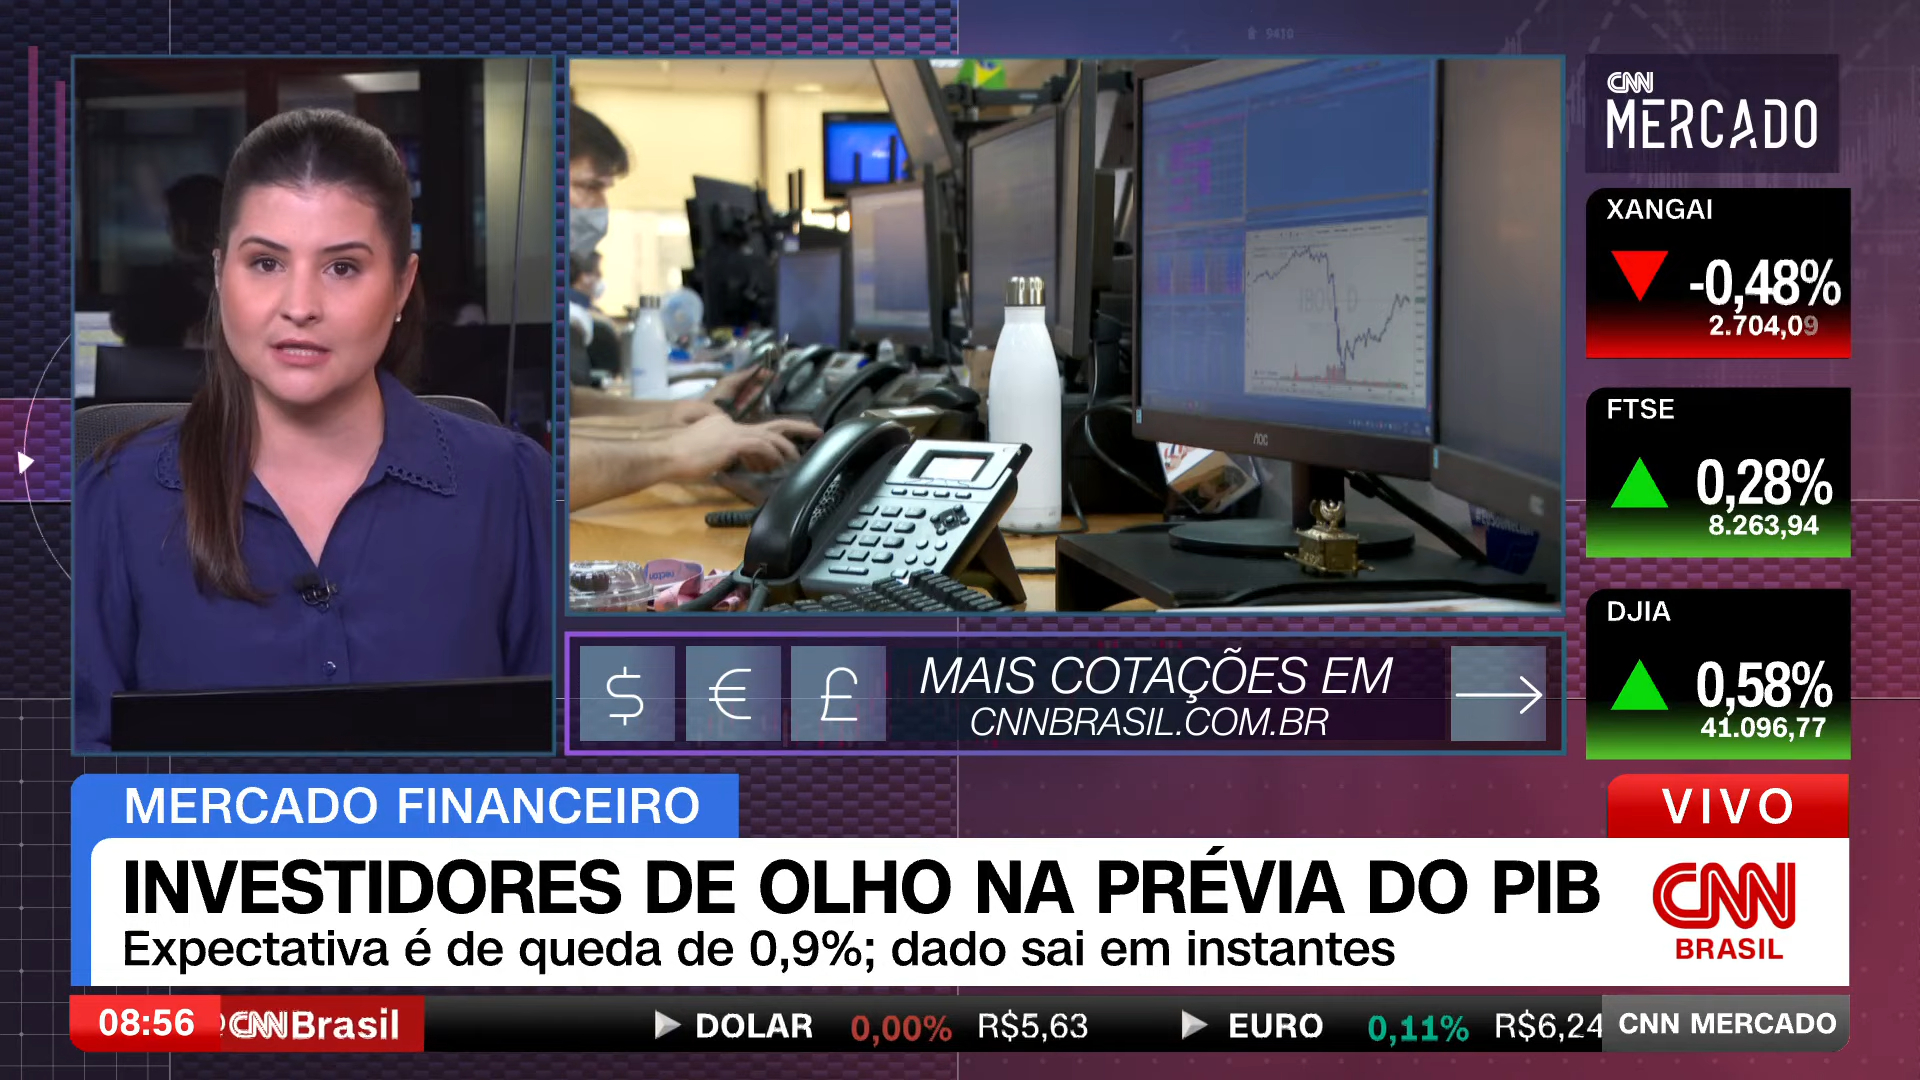 9410
CNN
MERCADO
XANGAI
-0,48%
2.704,09
FTSE
0,28%
8.263,94
DJIA
0,58%
41.096,77
IBOV D
AOC
$ € £
MAIS COTAÇÕES EM
CNNBRASIL.COM.BR
MERCADO FINANCEIRO
VIVO
INVESTIDORES DE OLHO NA PRÉVIA DO PIB
Expectativa é de queda de 0,9%; dado sai em instantes
CNN
BRASIL
08:56
CNNBrasil
DOLAR 0,00% R$5,63
EURO 0,11% R$6,24
CNN MERCADO